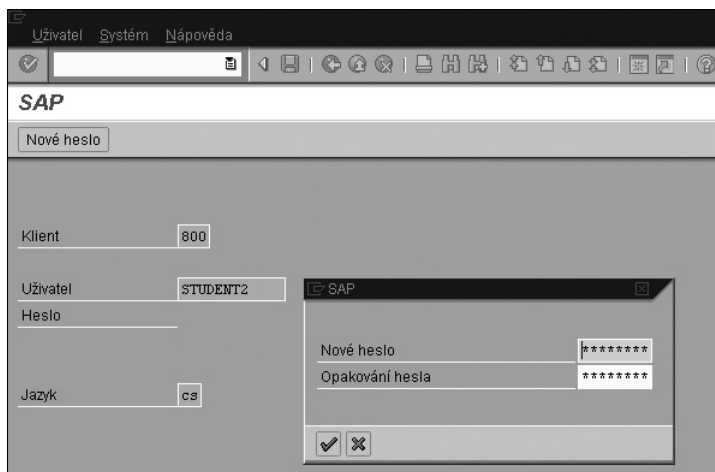 Uživatel Systém Nápověda
SAP
Nové heslo
Klient 800
Uživatel STUDENT2
Heslo
Jazyk cs
SAP
Nové heslo ********
Opakování hesla ********